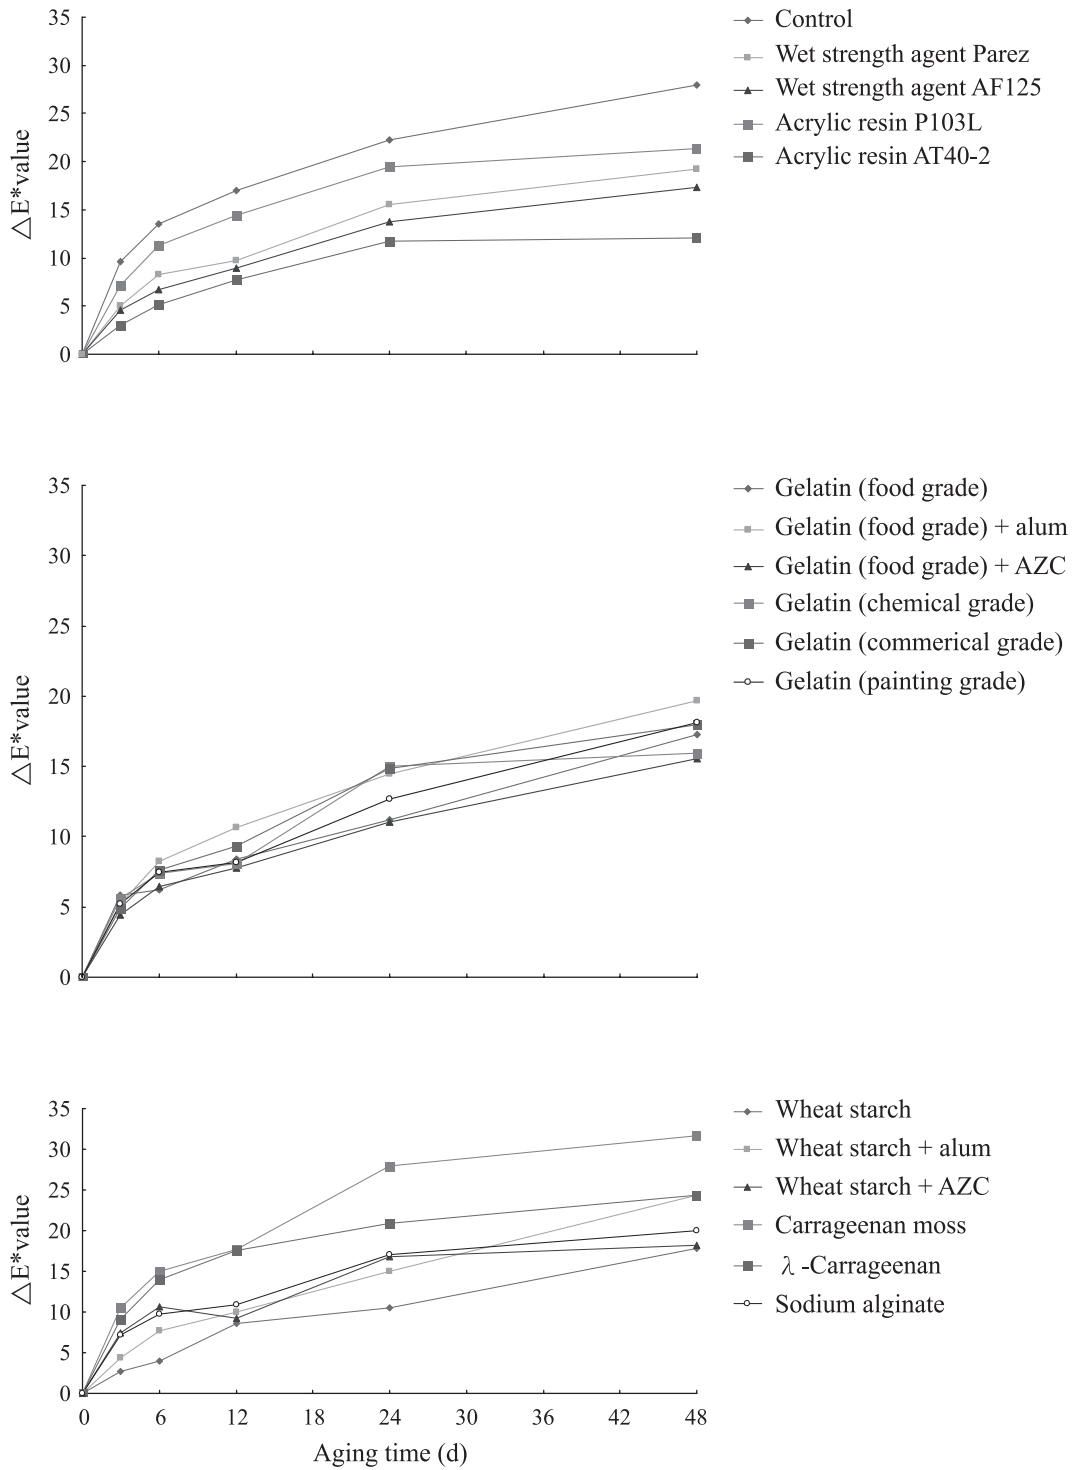 35
30
25
20
15
10
5
0
△E*value
Control
Wet strength agent Parez
Wet strength agent AF125
Acrylic resin P103L
Acrylic resin AT40-2
35
30
25
20
15
10
5
0
△E*value
Gelatin (food grade)
Gelatin (food grade) + alum
Gelatin (food grade) + AZC
Gelatin (chemical grade)
Gelatin (commerical grade)
Gelatin (painting grade)
35
30
25
20
15
10
5
0
△E*value
0 6 12 18 24 30 36 42 48
Aging time (d)
Wheat starch
Wheat starch + alum
Wheat starch + AZC
Carrageenan moss
λ -Carrageenan
Sodium alginate